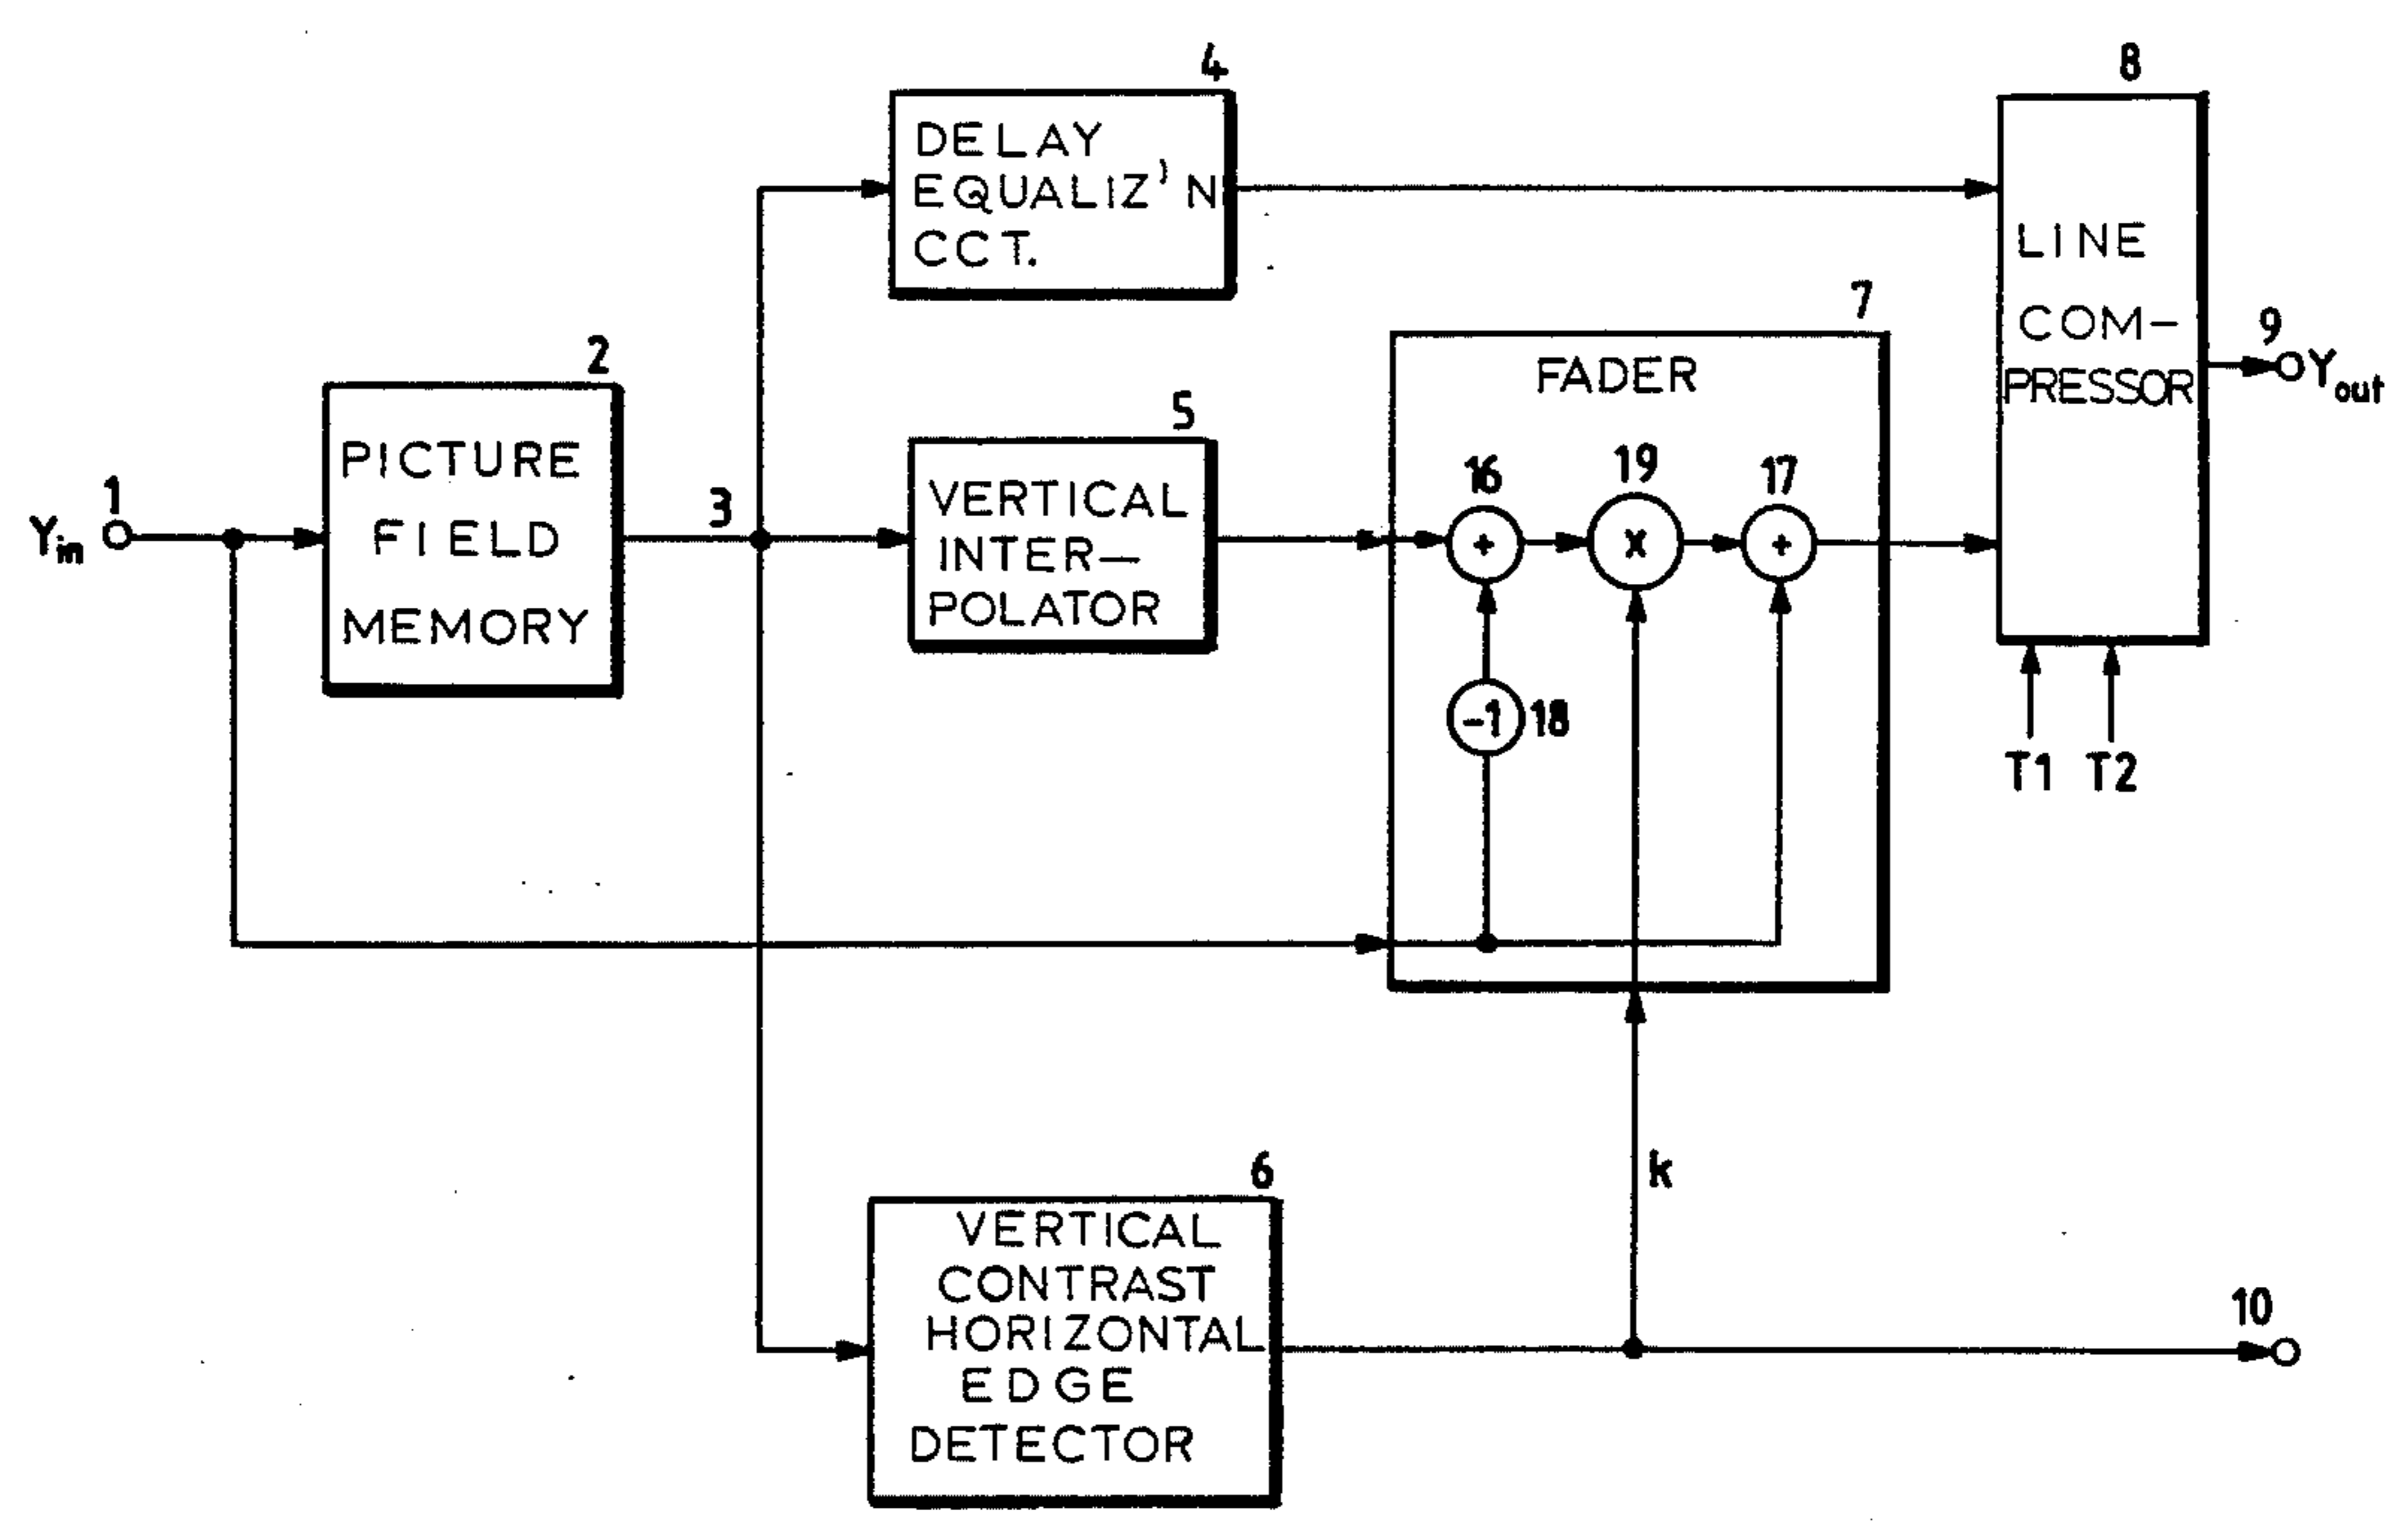 4
DELAY
EQUALIZ'N
CCT.
8
LINE
COM-
PRESSOR
9
Yout
7
FADER
2
PICTURE
FIELD
MEMORY
1
Yin
3
5
VERTICAL
INTER-
POLATOR
16
+
19
x
17
+
-1
18
T1
T2
k
6
VERTICAL
CONTRAST
HORIZONTAL
EDGE
DETECTOR
10